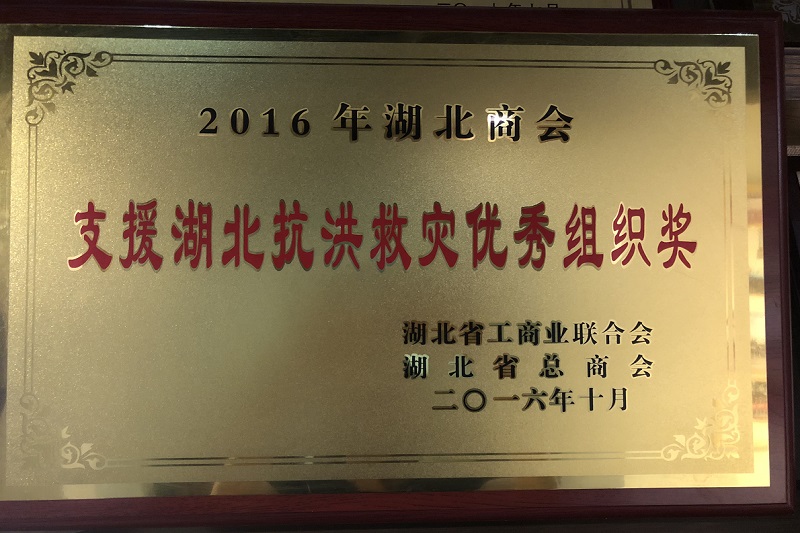 2016年湖北商会
支援湖北抗洪救灾优秀组织奖
湖北省工商业联合会
湖北省总商会
二〇一六年十月